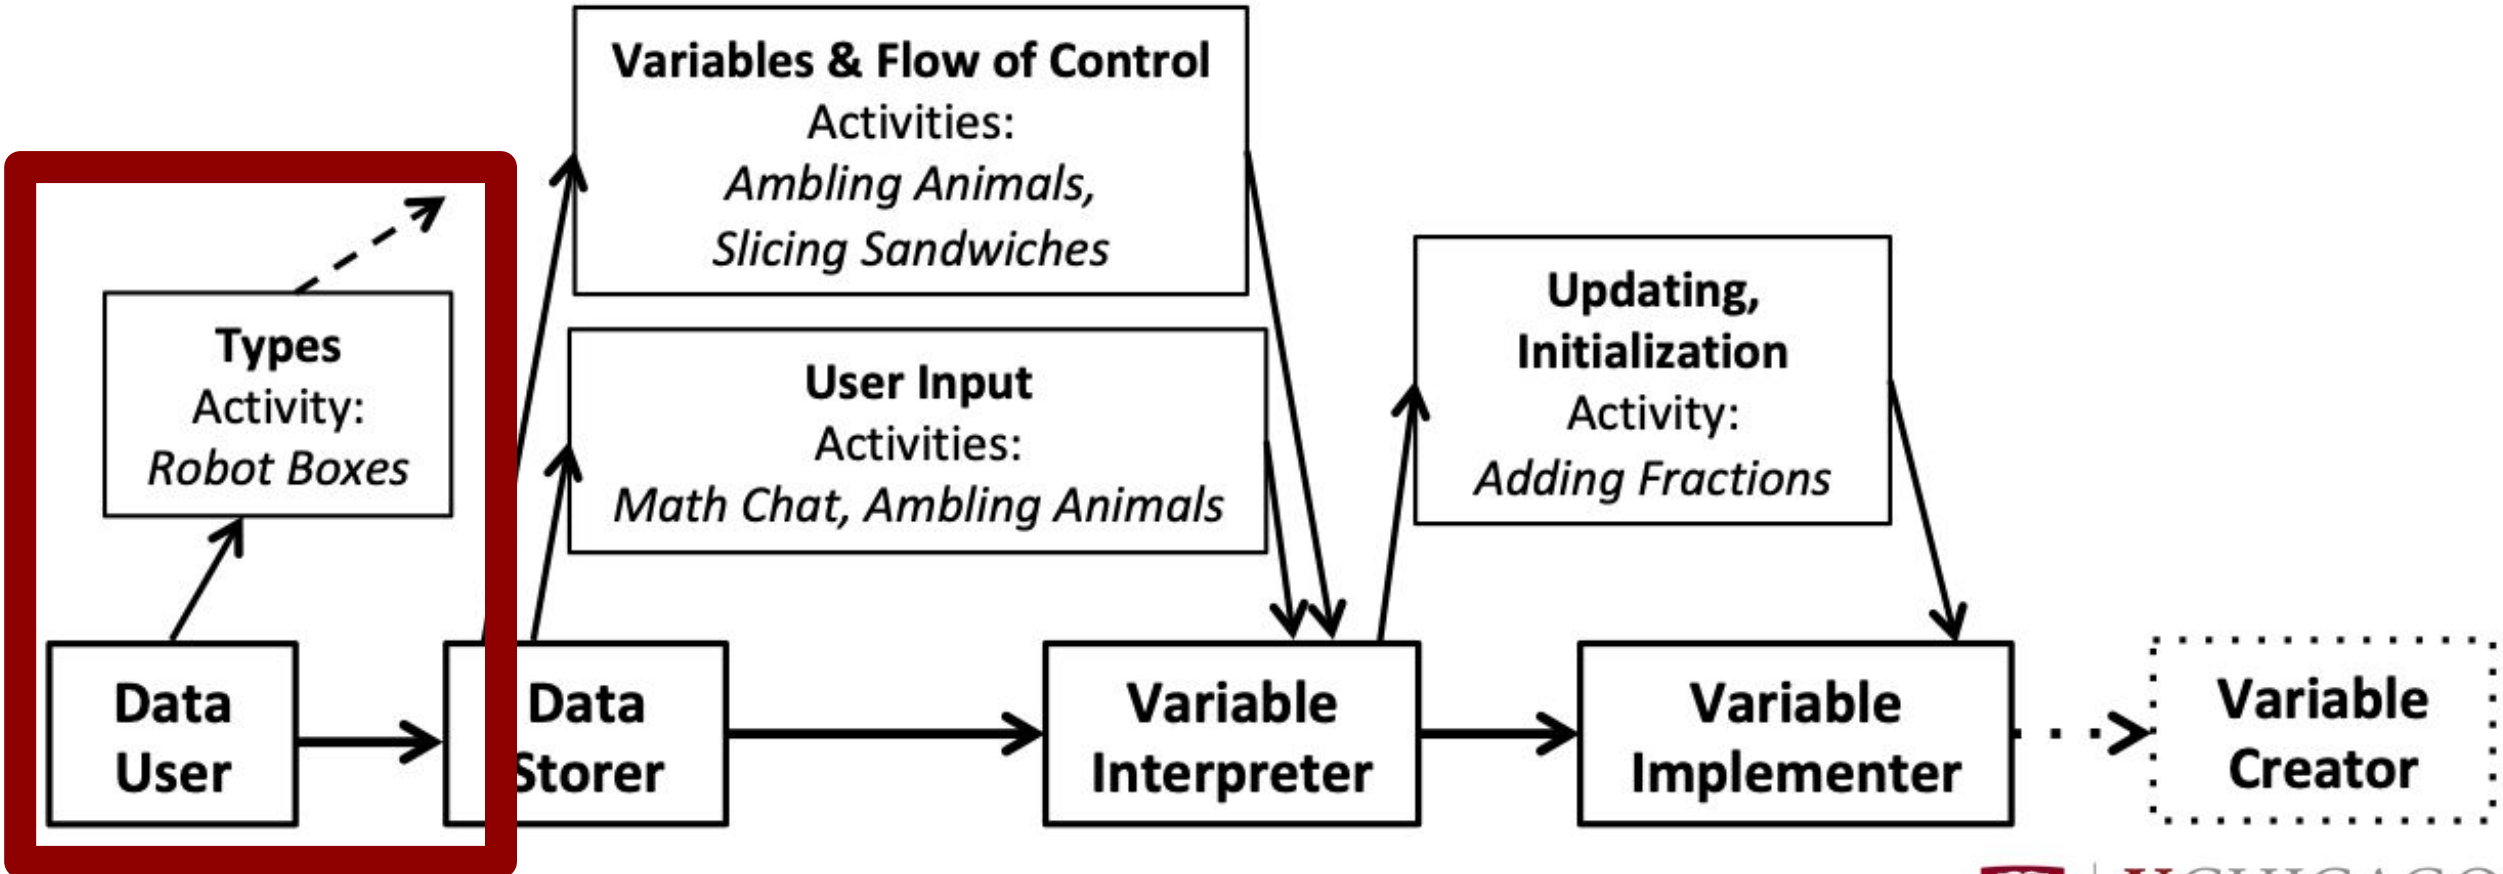 Variables & Flow of Control
Activities:
Ambling Animals,
Slicing Sandwiches
Types
Activity:
Robot Boxes
User Input
Activities:
Math Chat, Ambling Animals
Updating,
Initialization
Activity:
Adding Fractions
Data
User
Data
Storer
Variable
Interpreter
Variable
Implementer
Variable
Creator